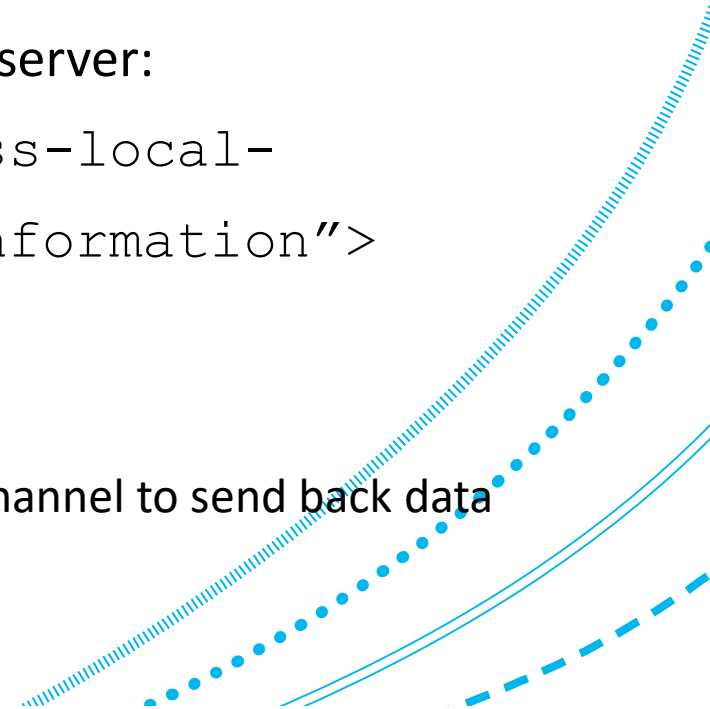 server:
ss-local-
nformation”>
hannel to send back data